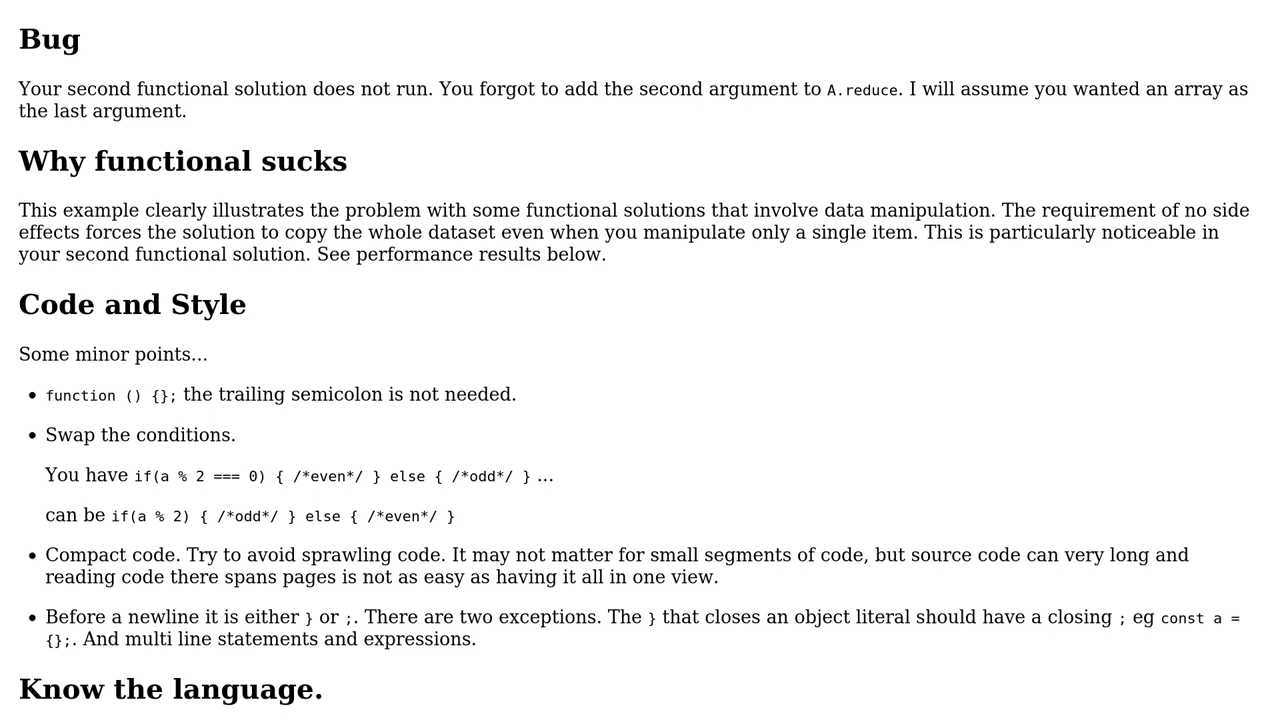 Bug
Your second functional solution does not run. You forgot to add the second argument to A.reduce. I will assume you wanted an array as
the last argument.
Why functional sucks
This example clearly illustrates the problem with some functional solutions that involve data manipulation. The requirement of no side
effects forces the solution to copy the whole dataset even when you manipulate only a single item. This is particularly noticeable in
your second functional solution. See performance results below.
Code and Style
Some minor points...
• function () {}; the trailing semicolon is not needed.
• Swap the conditions.
You have if(a % 2 === 0) { /*even*/ } else { /*odd*/ } ...
can be if(a % 2) { /*odd*/ } else { /*even*/ }
• Compact code. Try to avoid sprawling code. It may not matter for small segments of code, but source code can very long and
reading code there spans pages is not as easy as having it all in one view.
• Before a newline it is either } or ;. There are two exceptions. The } that closes an object literal should have a closing ; eg const a =
{};. And multi line statements and expressions.
Know the language.